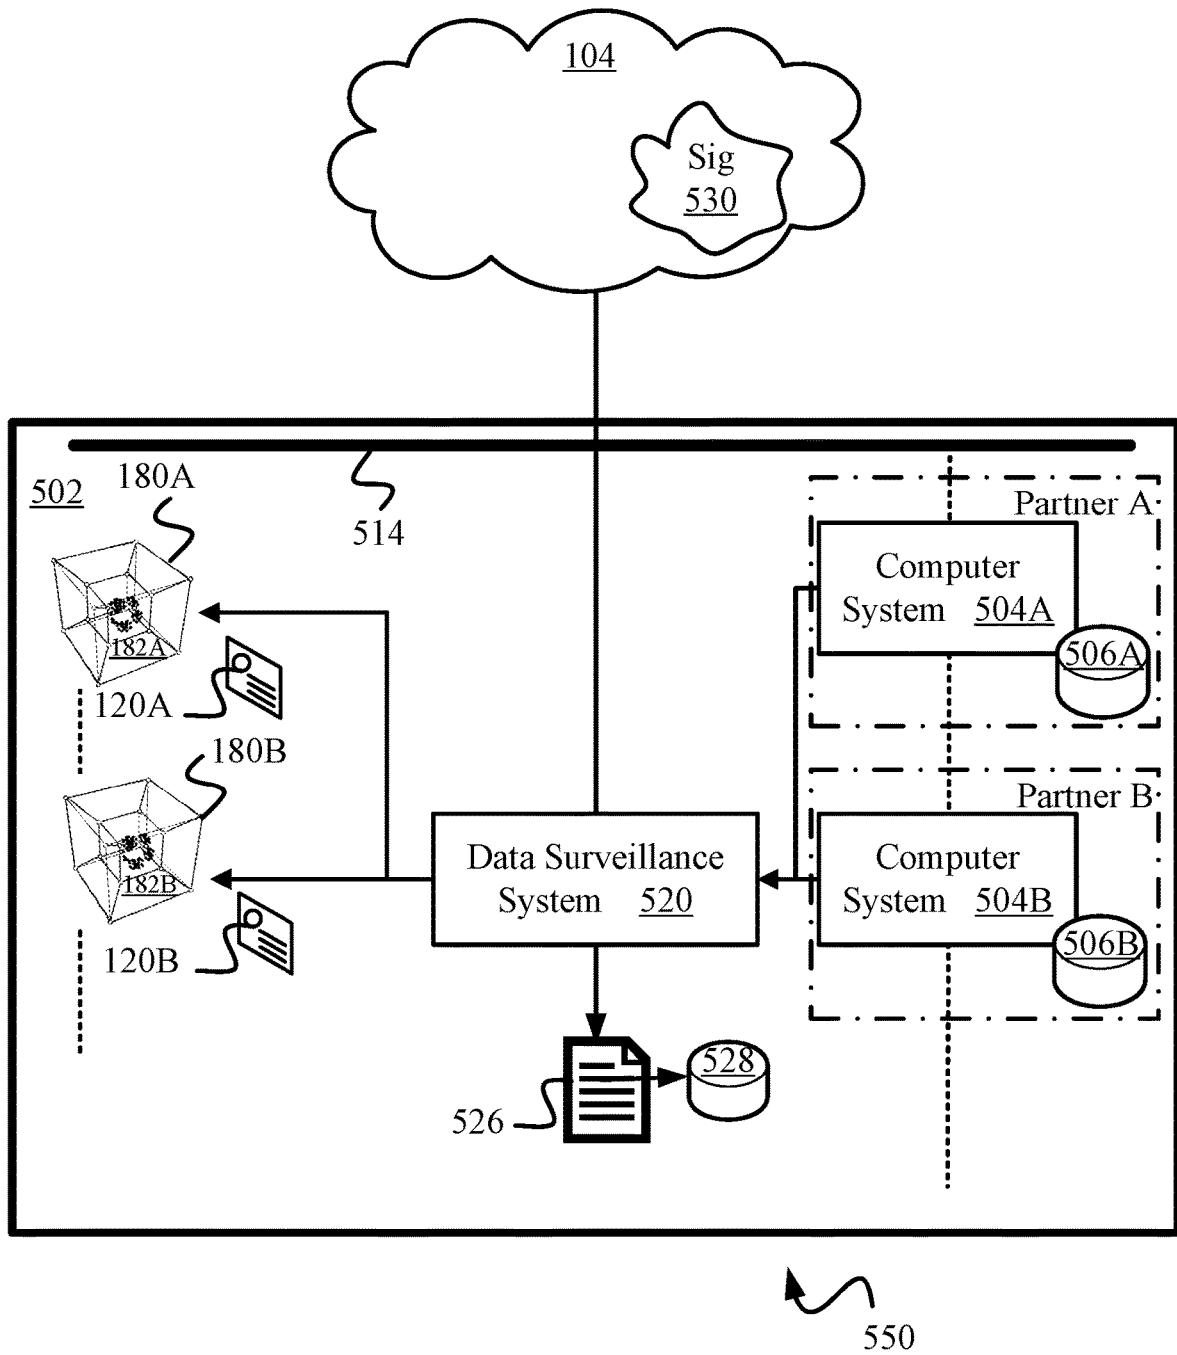 104
Sig
530
180A
502
514
Partner A
Computer
System 504A
182A
506A
120A
180B
Partner B
Data Surveillance
System 520
Computer
System 504B
182B
506B
120B
528
526
550